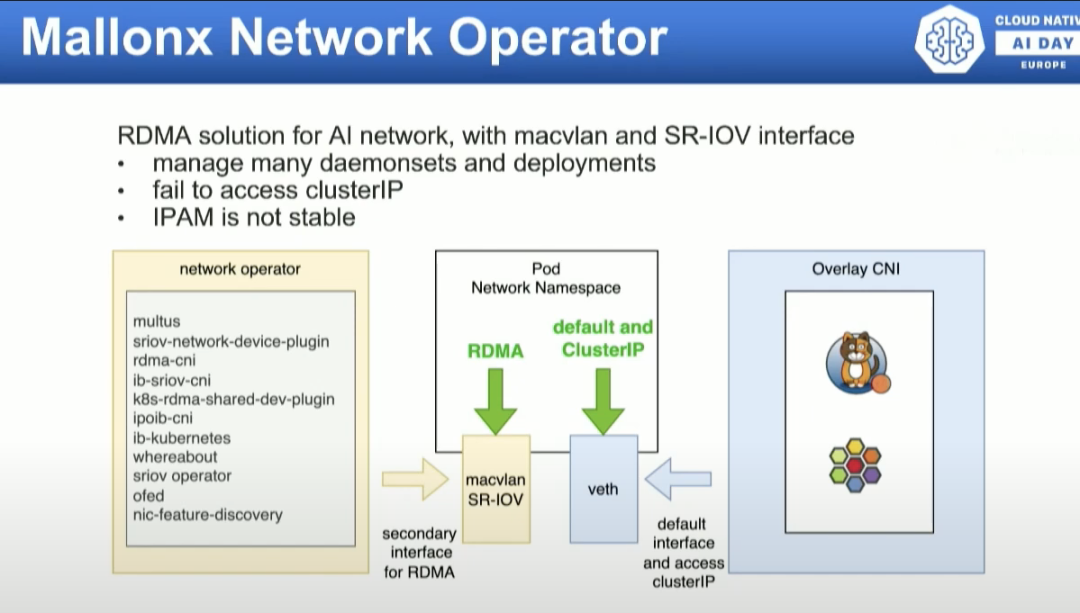 Mallonx Network Operator
CLOUD NATIV
AI DAY
EUROPE
RDMA solution for AI network, with macvlan and SR-IOV interface
• manage many daemonsets and deployments
• fail to access clusterIP
• IPAM is not stable
network operator
multus
sriov-network-device-plugin
rdma-cni
ib-sriov-cni
k8s-rdma-shared-dev-plugin
ipoib-cni
ib-kubernetes
whereabout
sriov operator
ofed
nic-feature-discovery
secondary
interface
for RDMA
Pod
Network Namespace
RDMA
default and
ClusterIP
macvlan
SR-IOV
veth
default
interface
and access
clusterIP
Overlay CNI